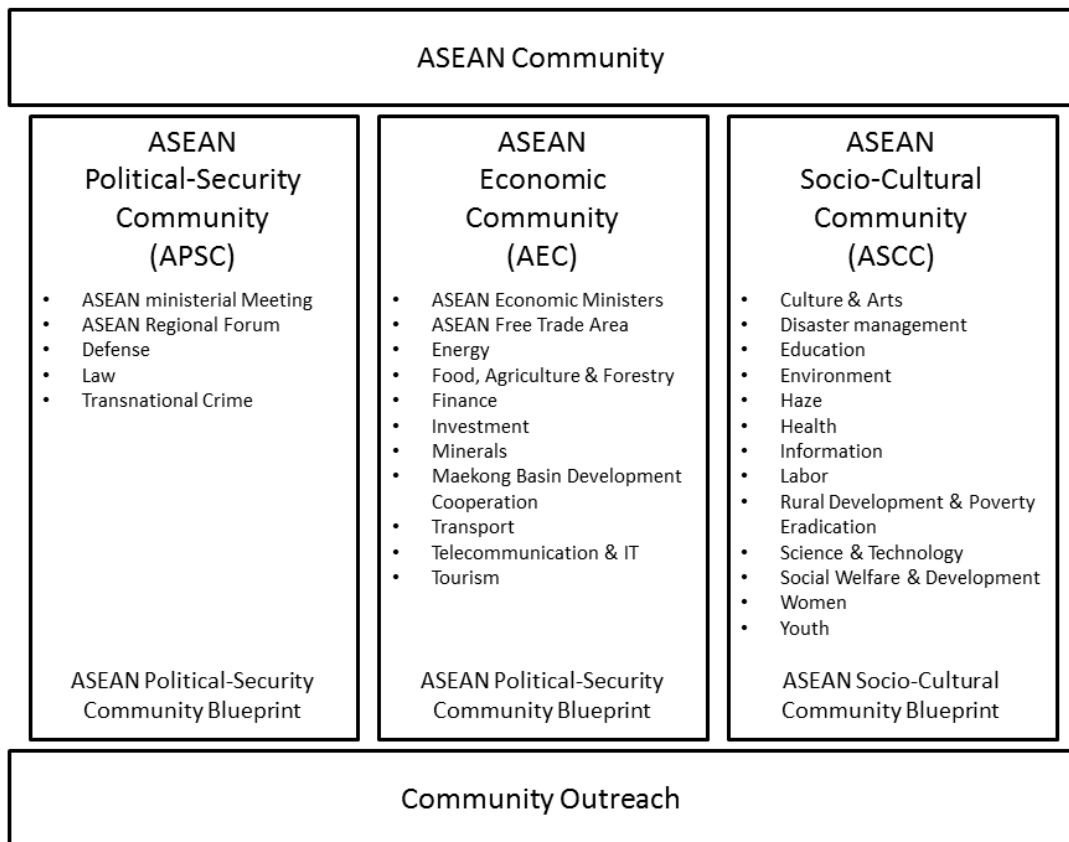 ASEAN Community
ASEAN
Political-Security
Community
(APSC)
• ASEAN ministerial Meeting
• ASEAN Regional Forum
• Defense
• Law
• Transnational Crime
ASEAN Political-Security
Community Blueprint
ASEAN
Economic
Community
(AEC)
• ASEAN Economic Ministers
• ASEAN Free Trade Area
• Energy
• Food, Agriculture & Forestry
• Finance
• Investment
• Minerals
• Maekong Basin Development
Cooperation
• Transport
• Telecommunication & IT
• Tourism
ASEAN Political-Security
Community Blueprint
ASEAN
Socio-Cultural
Community
(ASCC)
• Culture & Arts
• Disaster management
• Education
• Environment
• Haze
• Health
• Information
• Labor
• Rural Development & Poverty
Eradication
• Science & Technology
• Social Welfare & Development
• Women
• Youth
ASEAN Socio-Cultural
Community Blueprint
Community Outreach